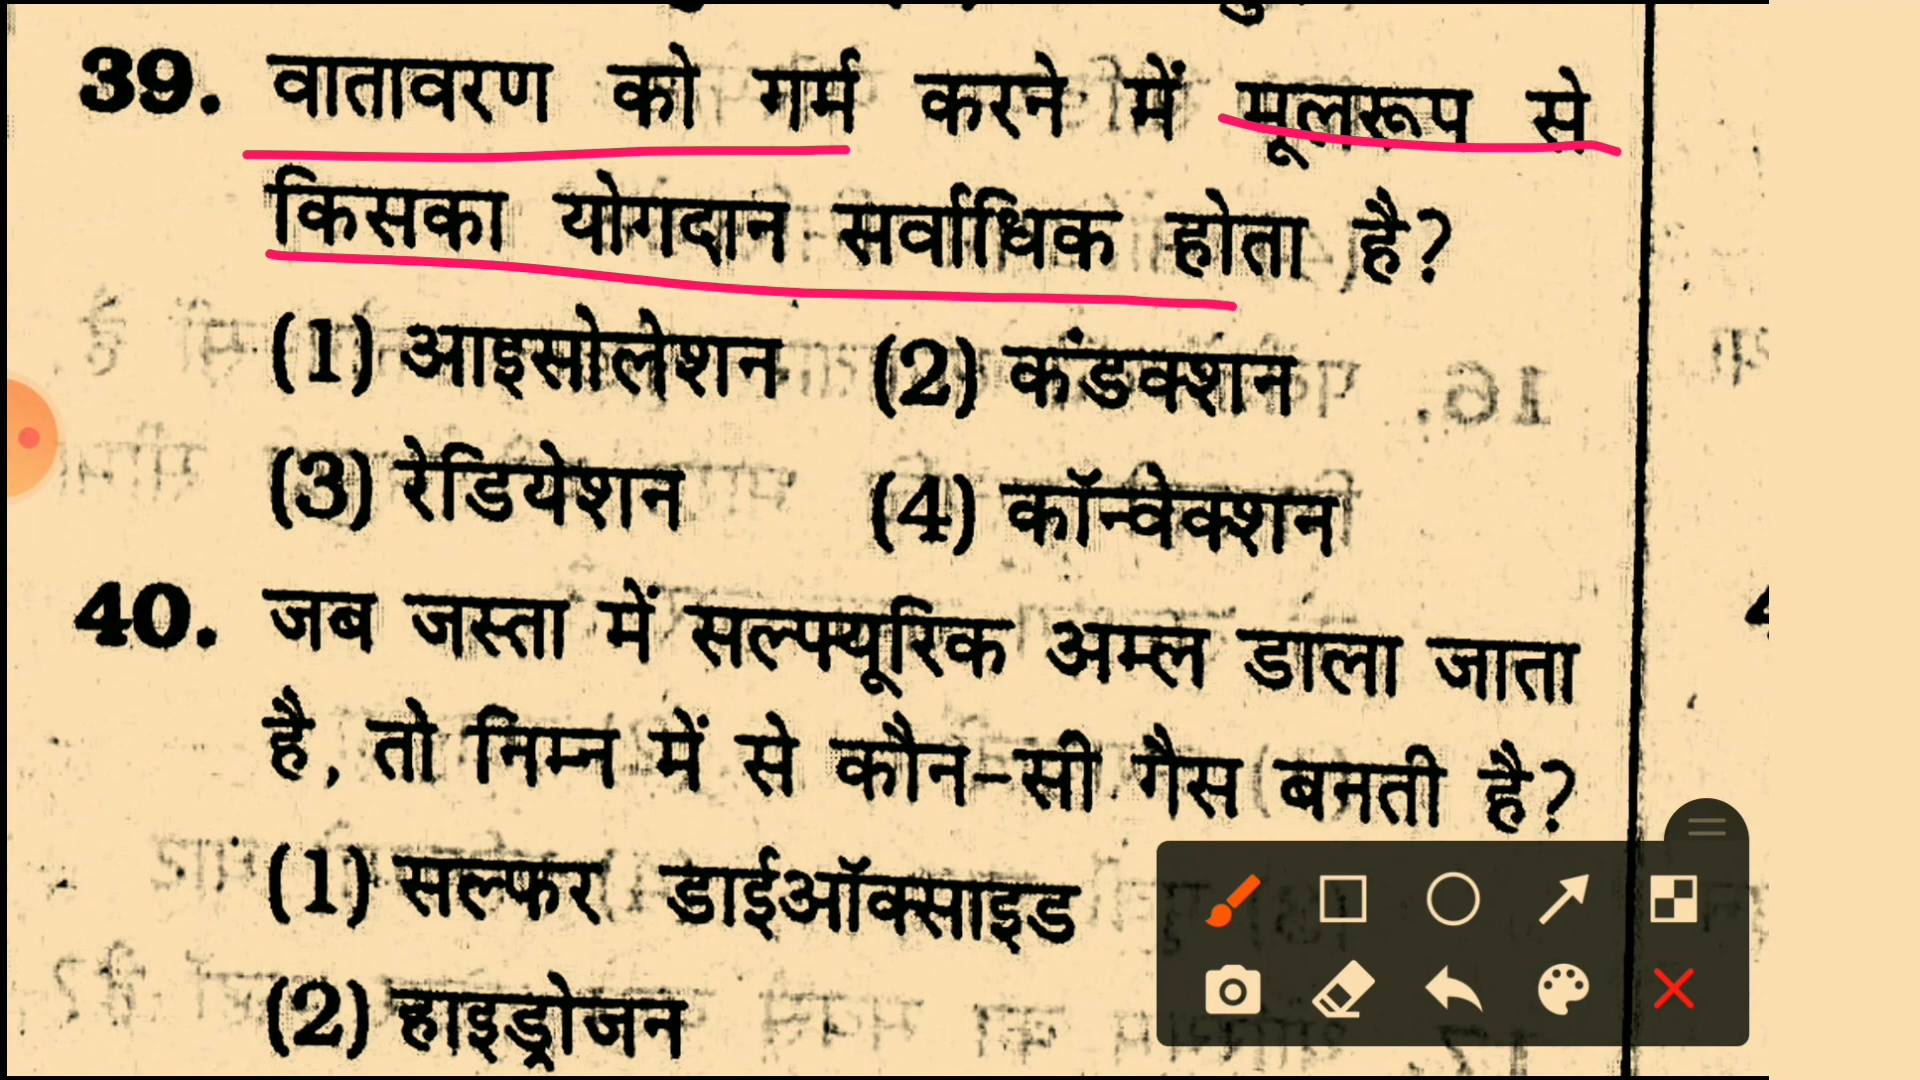 39. वातावरण को गर्म करने में मूलरूप से
किसका योगदान सर्वाधिक होता है?
(1) आइसोलेशन (2) कंडक्शन
(3) रेडियेशन (4) कॉन्वेक्शन
40. जब जस्ता में सल्फ्यूरिक अम्ल डाला जाता
है, तो निम्न में से कौन-सी गैस बनती है?
(1) सल्फर डाईऑक्साइड
(2) हाइड्रोजन